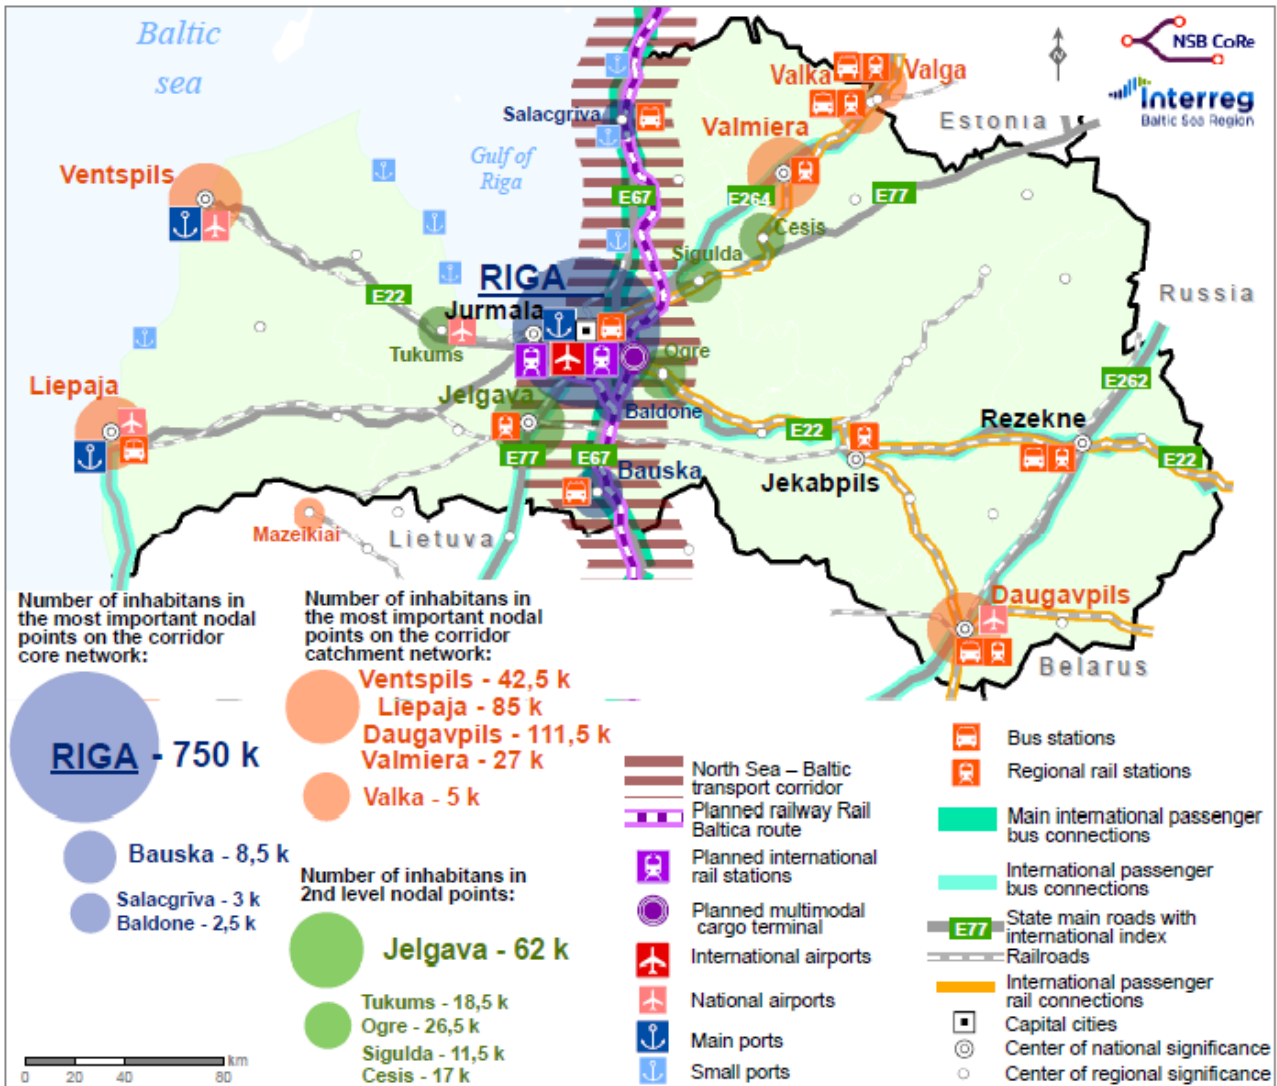 Baltic
sea
NSB CoRe
Interreg
Baltic Sea Region
Valka
Valga
Salacgriva
Valmiera
Estonia
Gulf of
Riga
Ventspils
E67
E264
E77
Cesis
Sigulda
RIGA
Russia
E22
Jurmala
Tukums
Ogre
Liepaja
E262
Jelgava
Baldone
Rezekne
E22
E77
E67
Bauska
E22
Jekabpils
Mazeikiai
Lietuva
Daugavpils
Belarus
Number of inhabitans in
the most important nodal
points on the corridor
core network:
RIGA - 750 k
Bauska - 8,5 k
Salacgrīva - 3 k
Baldone - 2,5 k
Number of inhabitans in
the most important nodal
points on the corridor
catchment network:
Ventspils - 42,5 k
Liepaja - 85 k
Daugavpils - 111,5 k
Valmiera - 27 k
Valka - 5 k
Number of inhabitans in
2nd level nodal points:
Jelgava - 62 k
Tukums - 18,5 k
Ogre - 26,5 k
Sigulda - 11,5 k
Cesis - 17 k
North Sea – Baltic
transport corridor
Planned railway Rail
Baltica route
Planned international
rail stations
Planned multimodal
cargo terminal
International airports
National airports
Main ports
Small ports
Bus stations
Regional rail stations
Main international passenger
bus connections
International passenger
bus connections
E77
State main roads with
international index
Railroads
International passenger
rail connections
Capital cities
Center of national significance
Center of regional significance
km
0 20 40 80